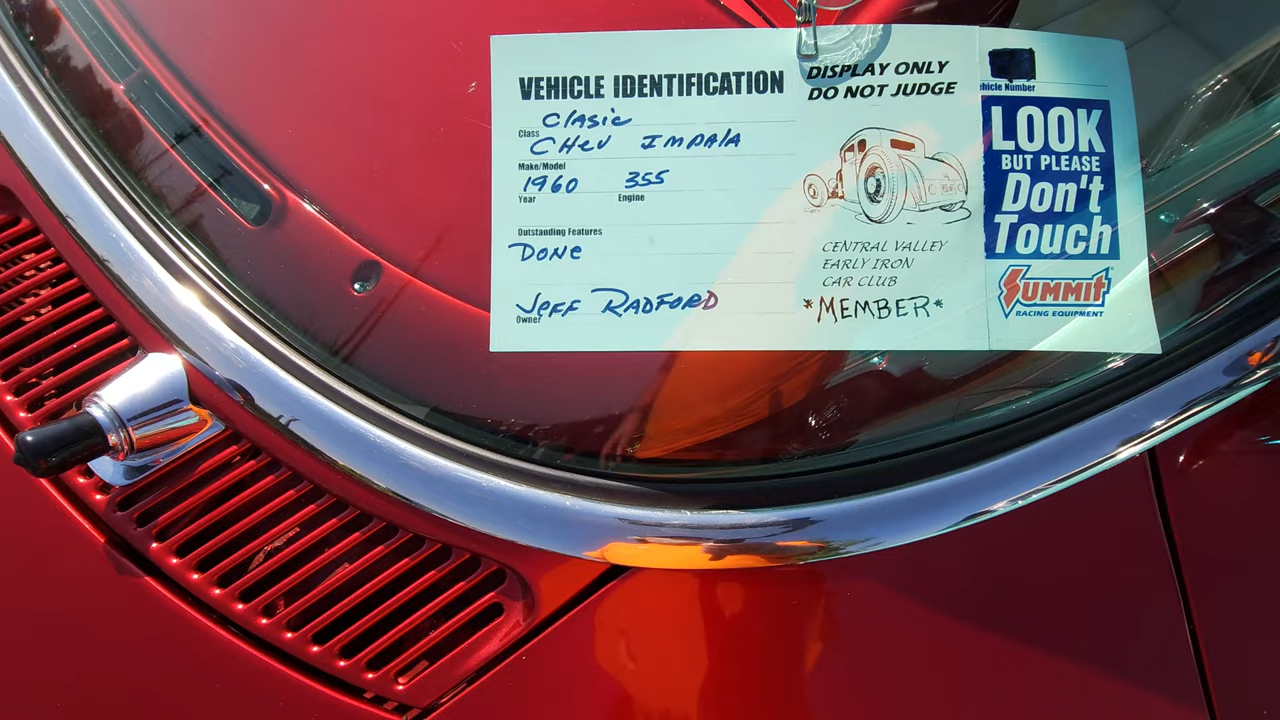 VEHICLE IDENTIFICATION
Clasic
Class
CHEV IMPALA
Make/Model
1960 355
Year Engine
Outstanding Features
DONE
JEFF RADFORD
Owner
DISPLAY ONLY
DO NOT JUDGE
CENTRAL VALLEY
EARLY IRON
CAR CLUB
*MEMBER*
ehicle Number
LOOK
BUT PLEASE
Don't
Touch
SUMMIT
RACING EQUIPMENT